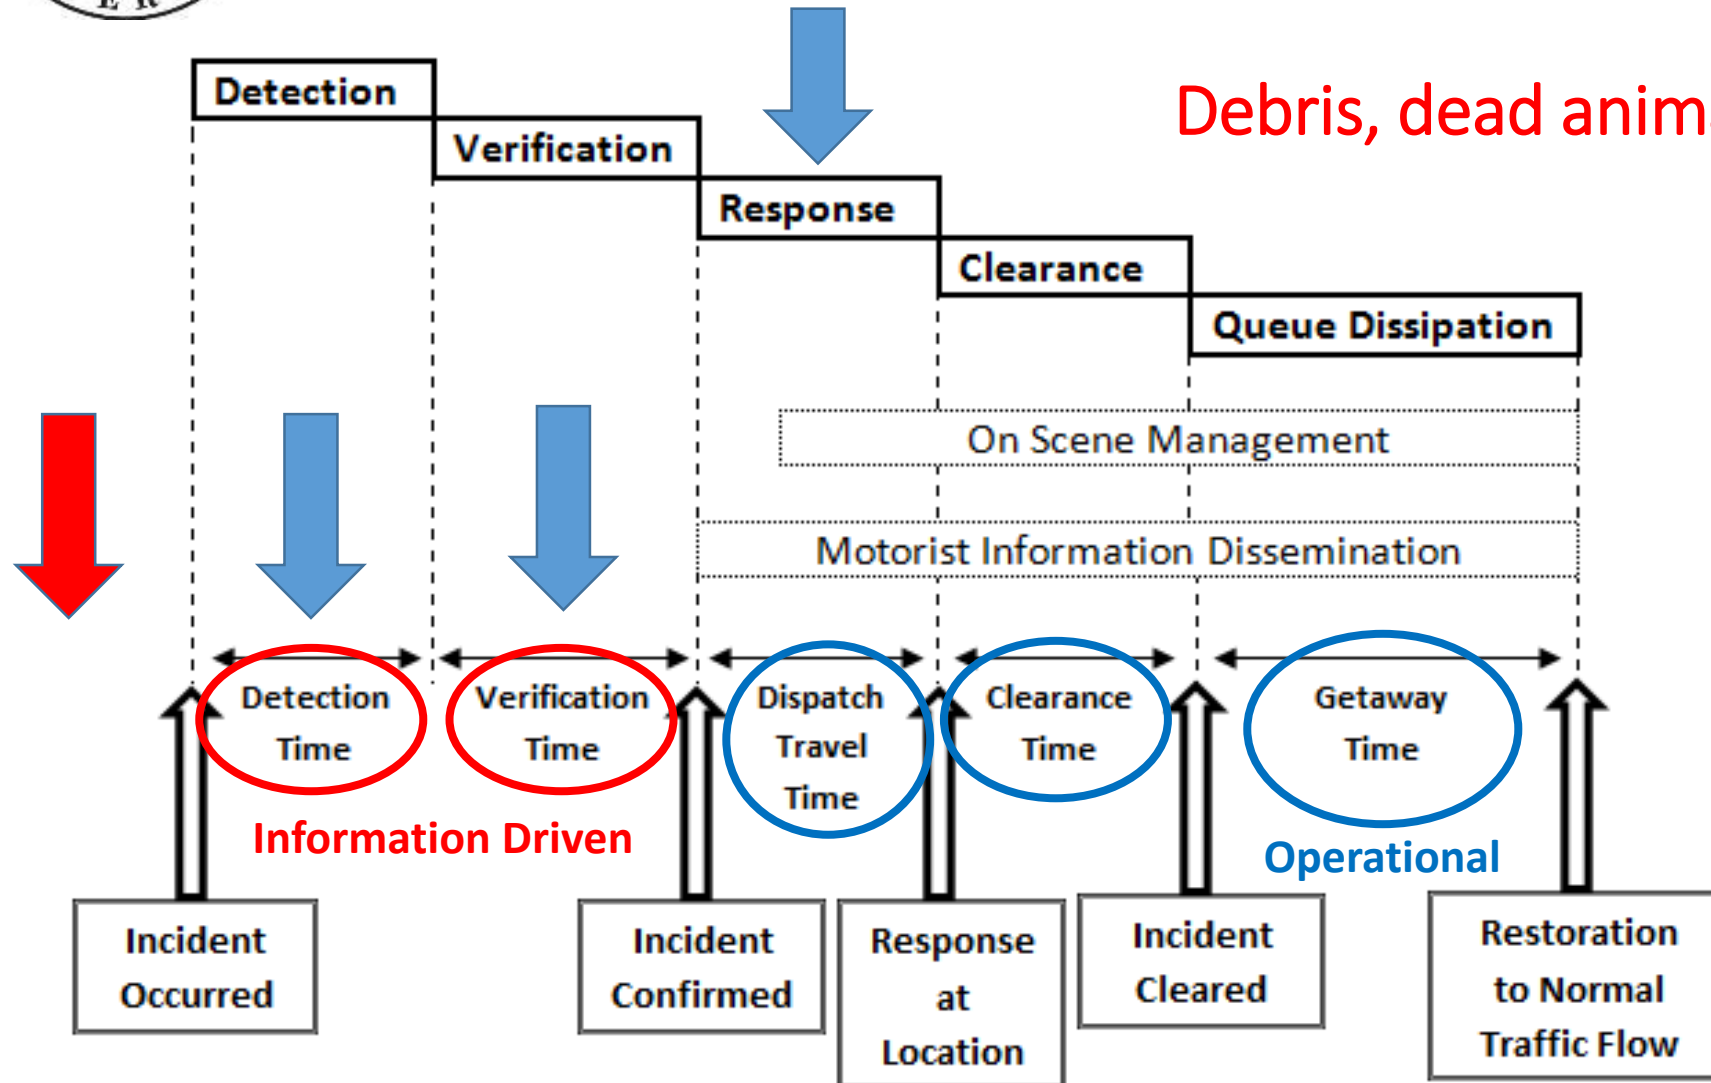 E R
Detection
Debris, dead anim
Verification
Response
Clearance
Queue Dissipation
On Scene Management
Motorist Information Dissemination
Detection
Time
Verification
Time
Dispatch
Travel
Time
Clearance
Time
Getaway
Time
Information Driven
Operational
Incident
Occurred
Incident
Confirmed
Response
at
Location
Incident
Cleared
Restoration
to Normal
Traffic Flow